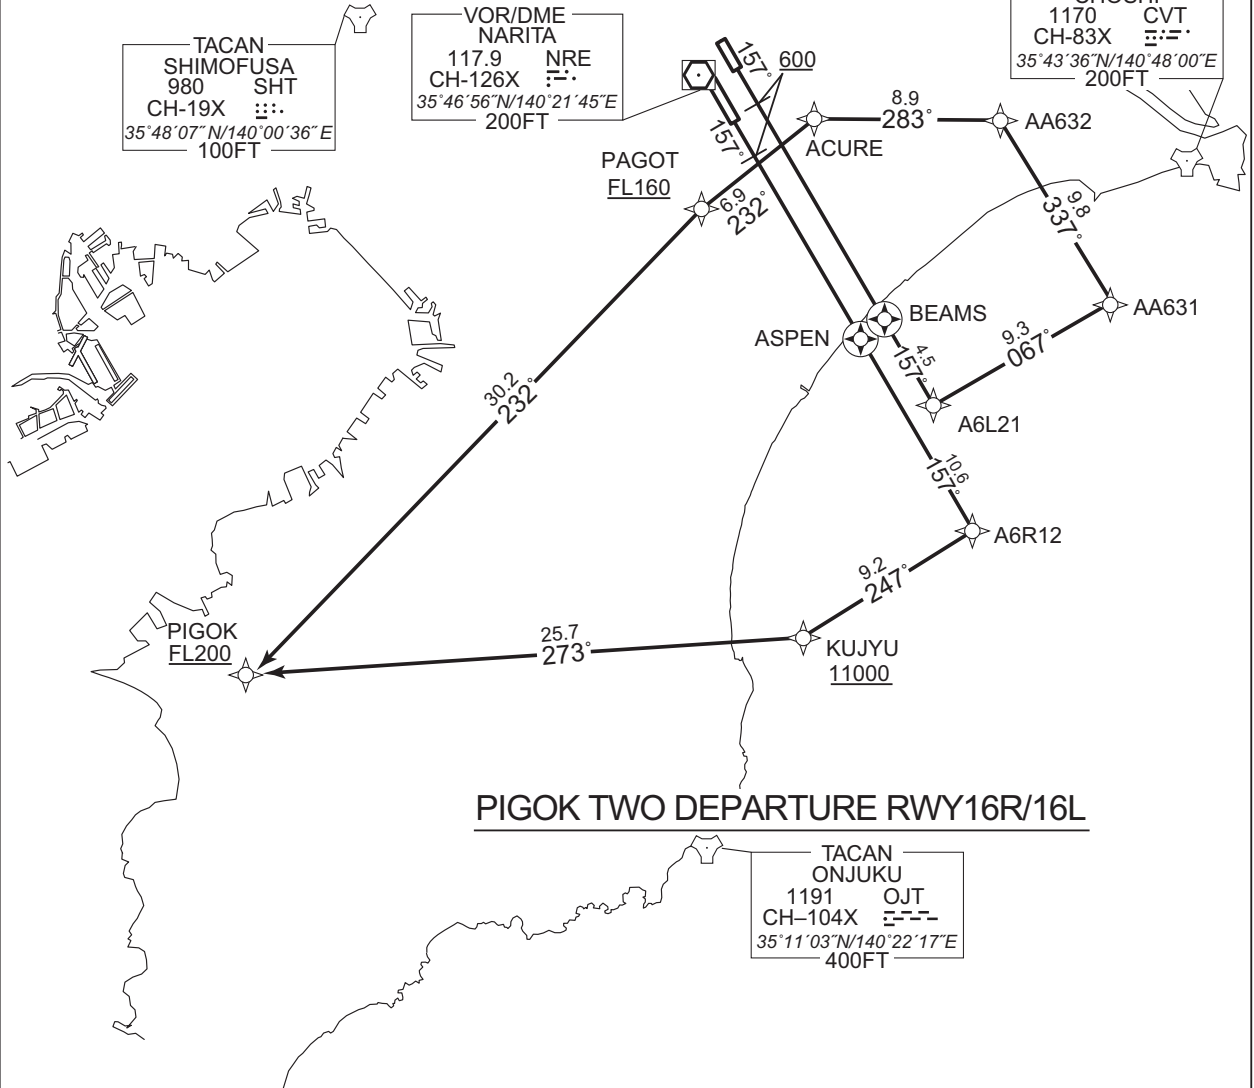 TACAN
SHIMOFUSA
980 SHT
CH-19X
35°48´07˝N/140°00´36˝E
100FT
VOR/DME
NARITA
117.9 NRE
CH-126X
35°46´56˝N/140°21´45˝E
200FT
1170 CVT
CH-83X
35°43´36˝N/140°48´00˝E
200FT
157°
157°
600
PAGOT
FL160
6.9
232°
ACURE
8.9
283°
AA632
9.8
337°
AA631
9.3
067°
BEAMS
ASPEN
4.5
157°
A6L21
10.6
157°
A6R12
9.2
247°
30.2
232°
PIGOK
FL200
25.7
273°
KUJYU
11000
PIGOK TWO DEPARTURE RWY16R/16L
TACAN
ONJUKU
1191 OJT
CH–104X
35°11´03˝N/140°22´17˝E
400FT